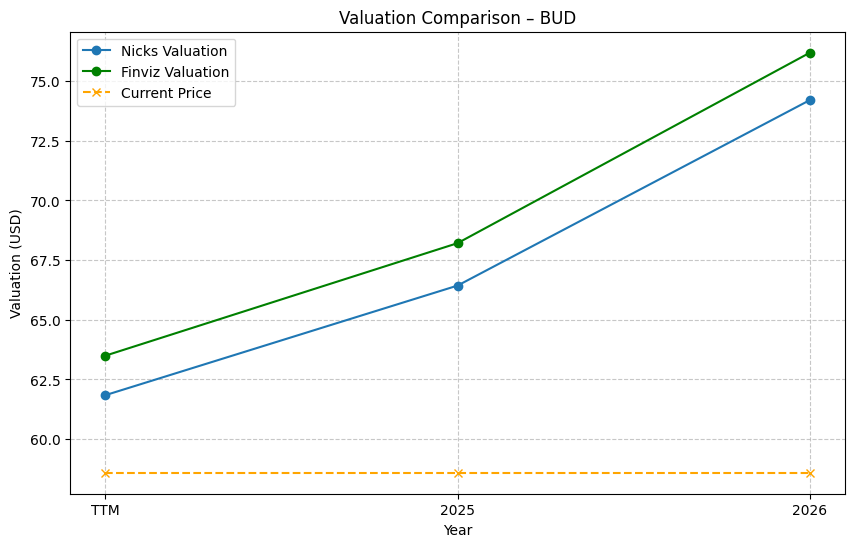 Valuation Comparison – BUD
Nicks Valuation
Finviz Valuation
Current Price
Valuation (USD)
75.0
72.5
70.0
67.5
65.0
62.5
60.0
TTM
2025
2026
Year